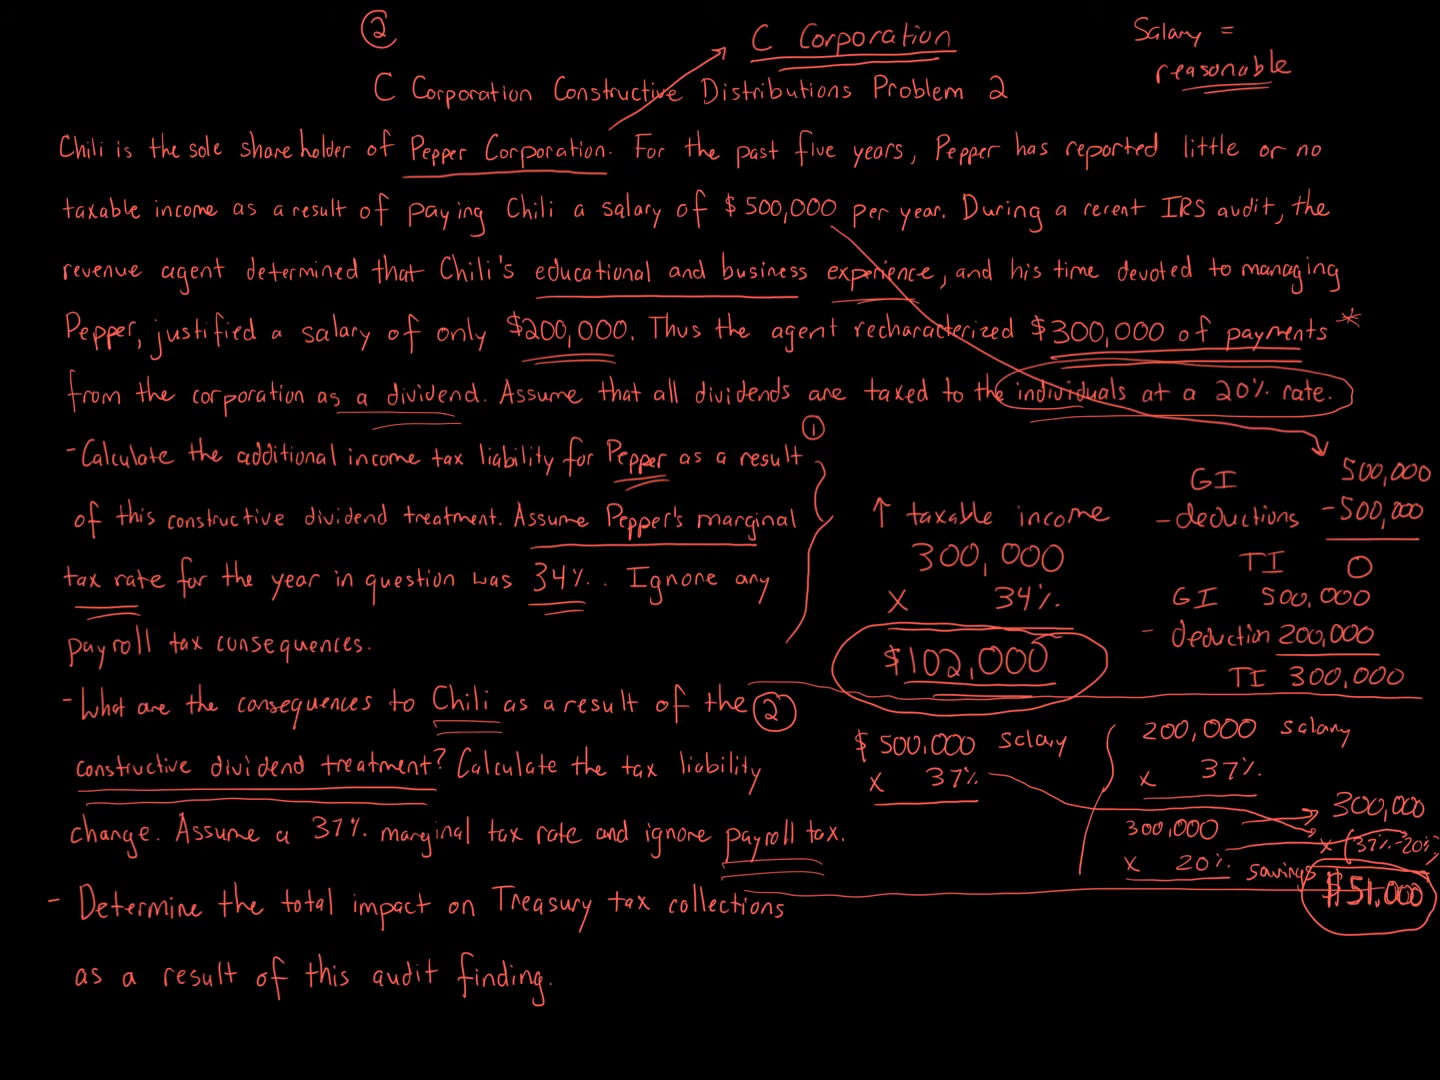 ②
C Corporation
Salary =
reasonable
C Corporation Constructive Distributions Problem 2
Chili is the sole shareholder of Pepper Corporation. For the past five years, Pepper has reported little or no
taxable income as a result of paying Chili a salary of $500,000 per year. During a recent IRS audit, the
revenue agent determined that Chili's educational and business experience, and his time devoted to managing
Pepper, justified a salary of only $200,000. Thus the agent recharacterized $300,000 of payments *
from the corporation as a dividend. Assume that all dividends are taxed to the individuals at a 20% rate.
- Calculate the additional income tax liability for Pepper as a result
of this constructive dividend treatment. Assume Pepper's marginal
tax rate for the year in question was 34%. Ignore any
payroll tax consequences.
①
↑ taxable income
300,000
x 34%
$102,000
GI 500,000
- deductions -500,000
TI 0
GI 500,000
- deduction 200,000
TI 300,000
- What are the consequences to Chili as a result of the
constructive dividend treatment? Calculate the tax liability
change. Assume a 37% marginal tax rate and ignore payroll tax.
②
$500,000 salary
x 37%
200,000 salary
x 37%
300,000
x 20%
300,000
x (37%-20%)
savings $51,000
- Determine the total impact on Treasury tax collections
as a result of this audit finding.